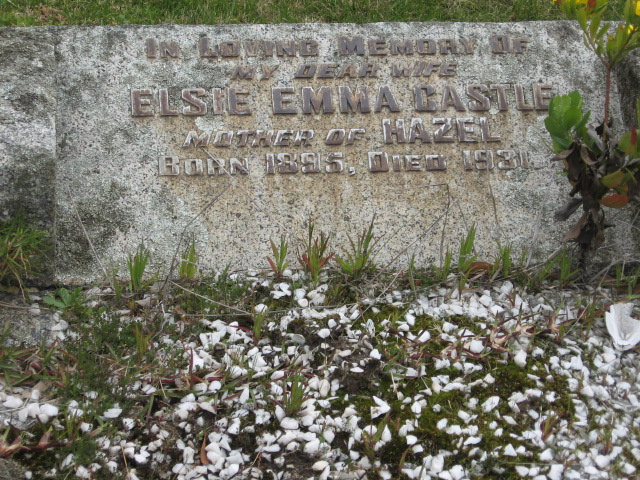 In Loving Memory Of
My Dear Wife
Elsie Emma Castle
Mother of Hazel
Born 1895, Died 1931.